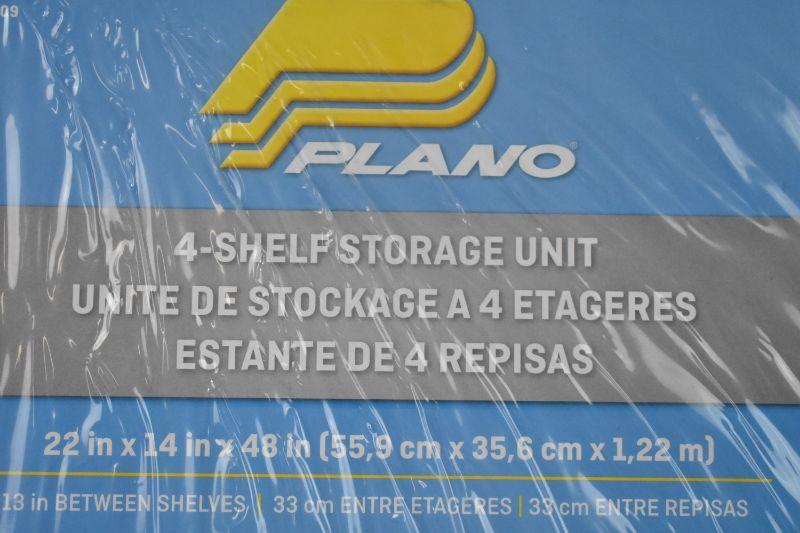 09
PLANO®
4-SHELF STORAGE UNIT
UNITE DE STOCKAGE A 4 ETAGERES
ESTANTE DE 4 REPISAS
22 in x 14 in x 48 in (55,9 cm x 35,6 cm x 1,22 m)
13 in BETWEEN SHELVES | 33 cm ENTRE ETAGERES | 33 cm ENTRE REPISAS